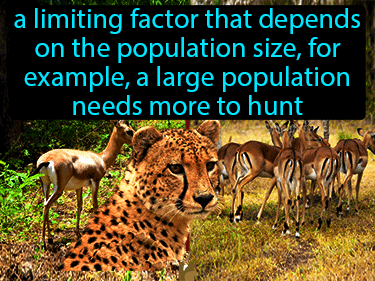 a limiting factor that depends
on the population size, for
example, a large population
needs more to hunt